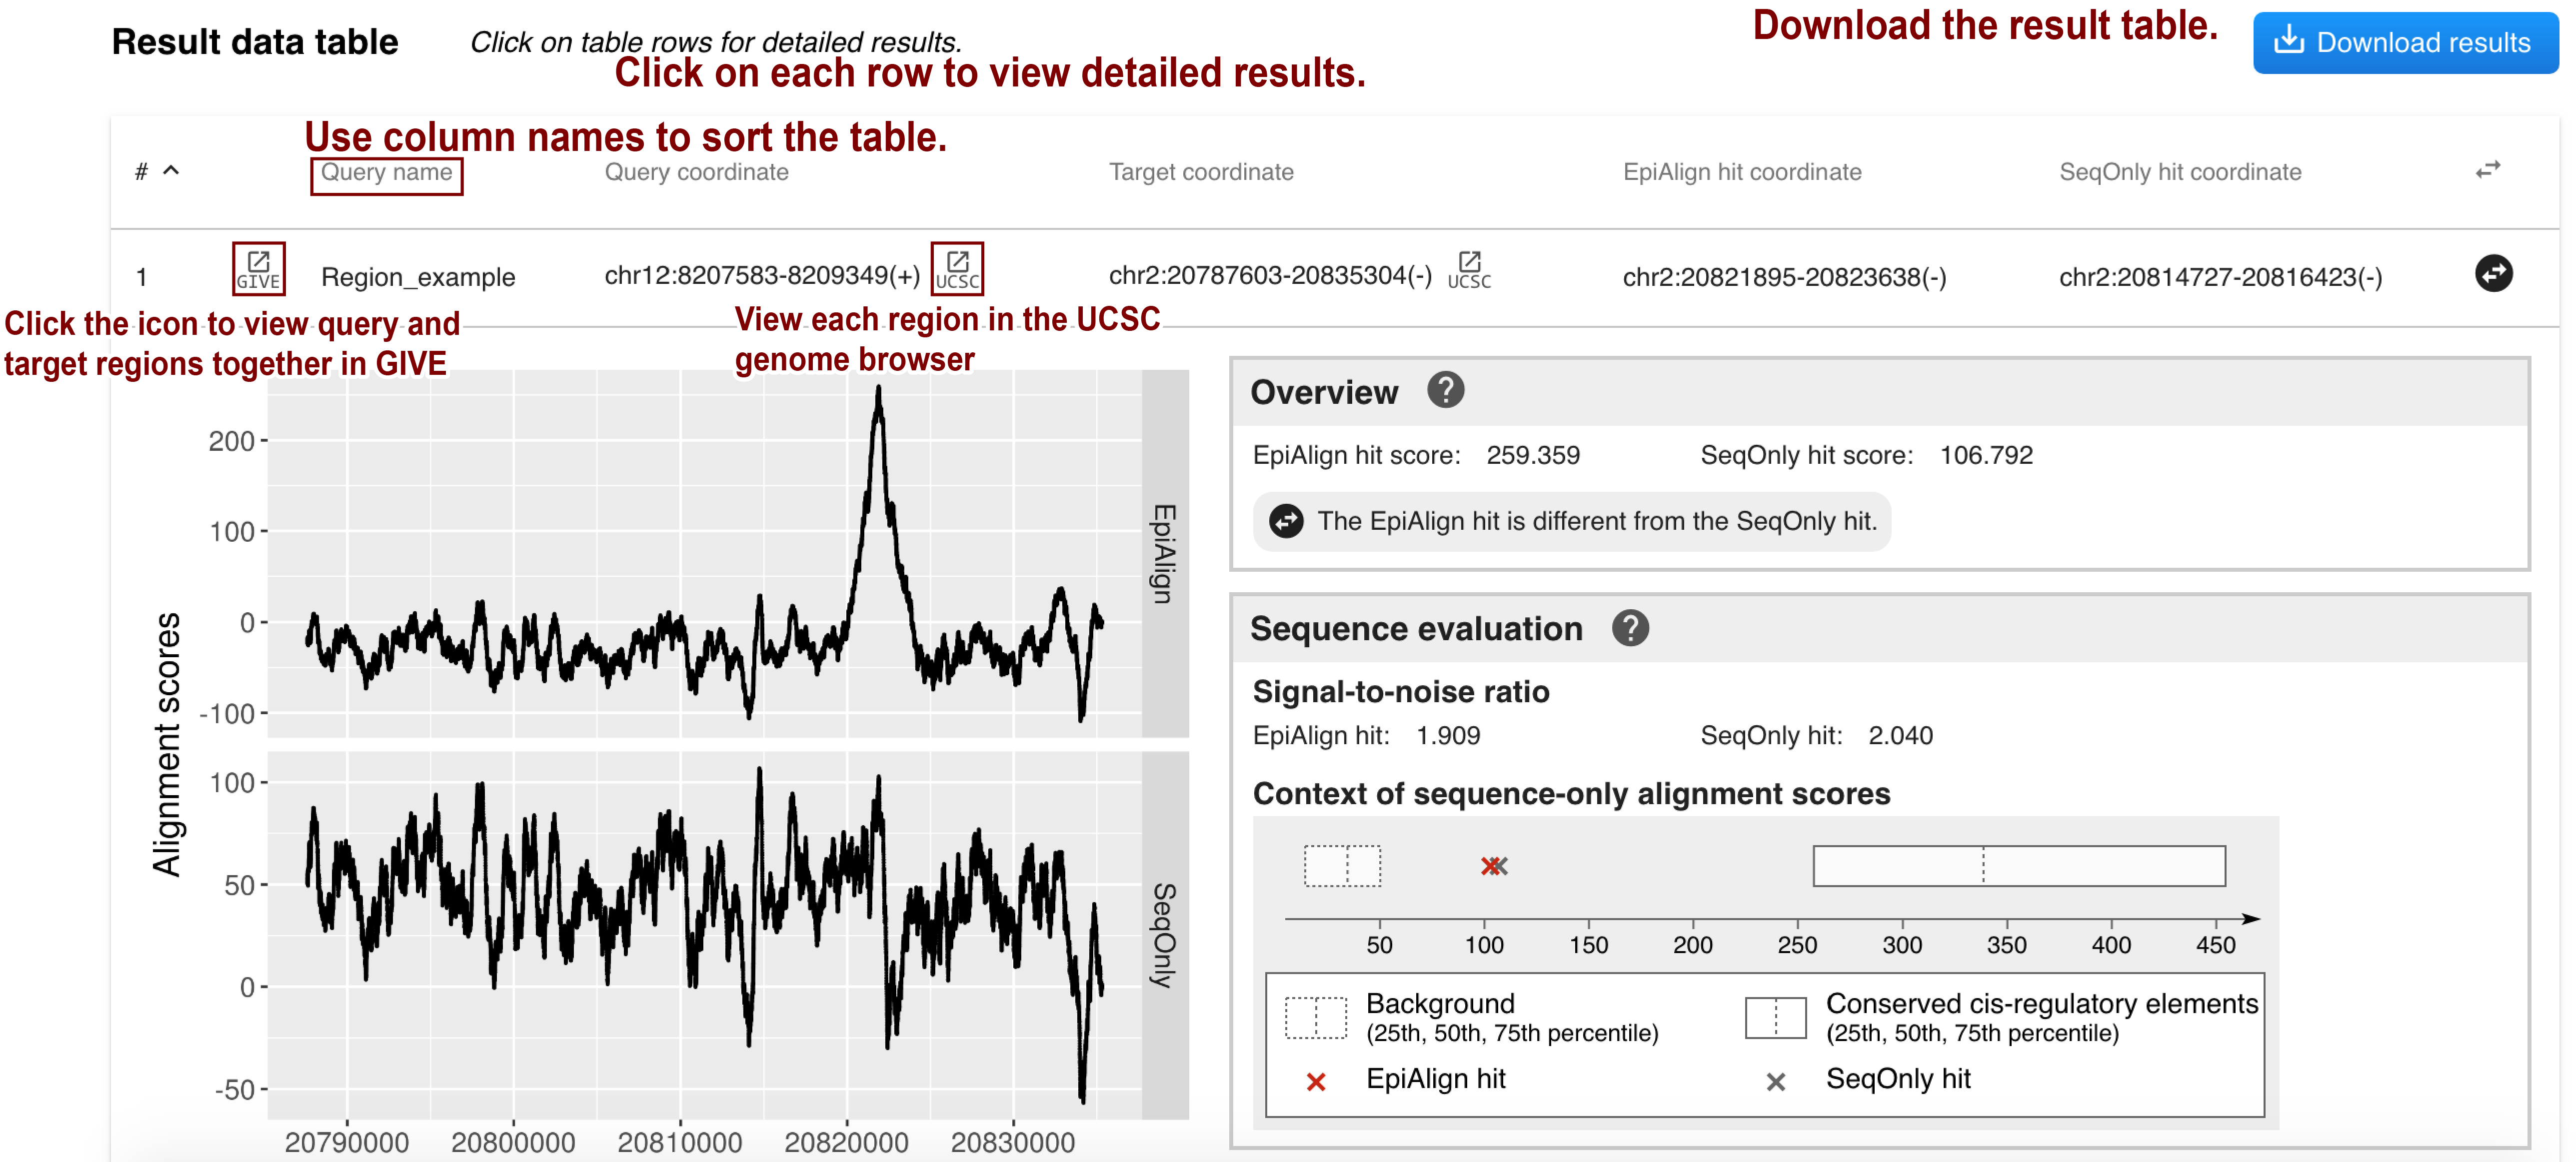 Result data table
Click on table rows for detailed results.
Download the result table.
Download results
Click on each row to view detailed results.
Use column names to sort the table.
# Query name Query coordinate Target coordinate EpiAlign hit coordinate SeqOnly hit coordinate
1 GIVE Region_example chr12:8207583-8209349(+) UCSC chr2:20787603-20835304(-) UCSC chr2:20821895-20823638(-) chr2:20814727-20816423(-)
Click the icon to view query and
target regions together in GIVE
View each region in the UCSC
genome browser
Alignment scores
200
100
0
-100
EpiAlign
100
50
0
-50
SeqOnly
20790000 20800000 20810000 20820000 20830000
Overview ?
EpiAlign hit score: 259.359 SeqOnly hit score: 106.792
The EpiAlign hit is different from the SeqOnly hit.
Sequence evaluation ?
Signal-to-noise ratio
EpiAlign hit: 1.909 SeqOnly hit: 2.040
Context of sequence-only alignment scores
50 100 150 200 250 300 350 400 450
Background
(25th, 50th, 75th percentile)
Conserved cis-regulatory elements
(25th, 50th, 75th percentile)
EpiAlign hit
SeqOnly hit